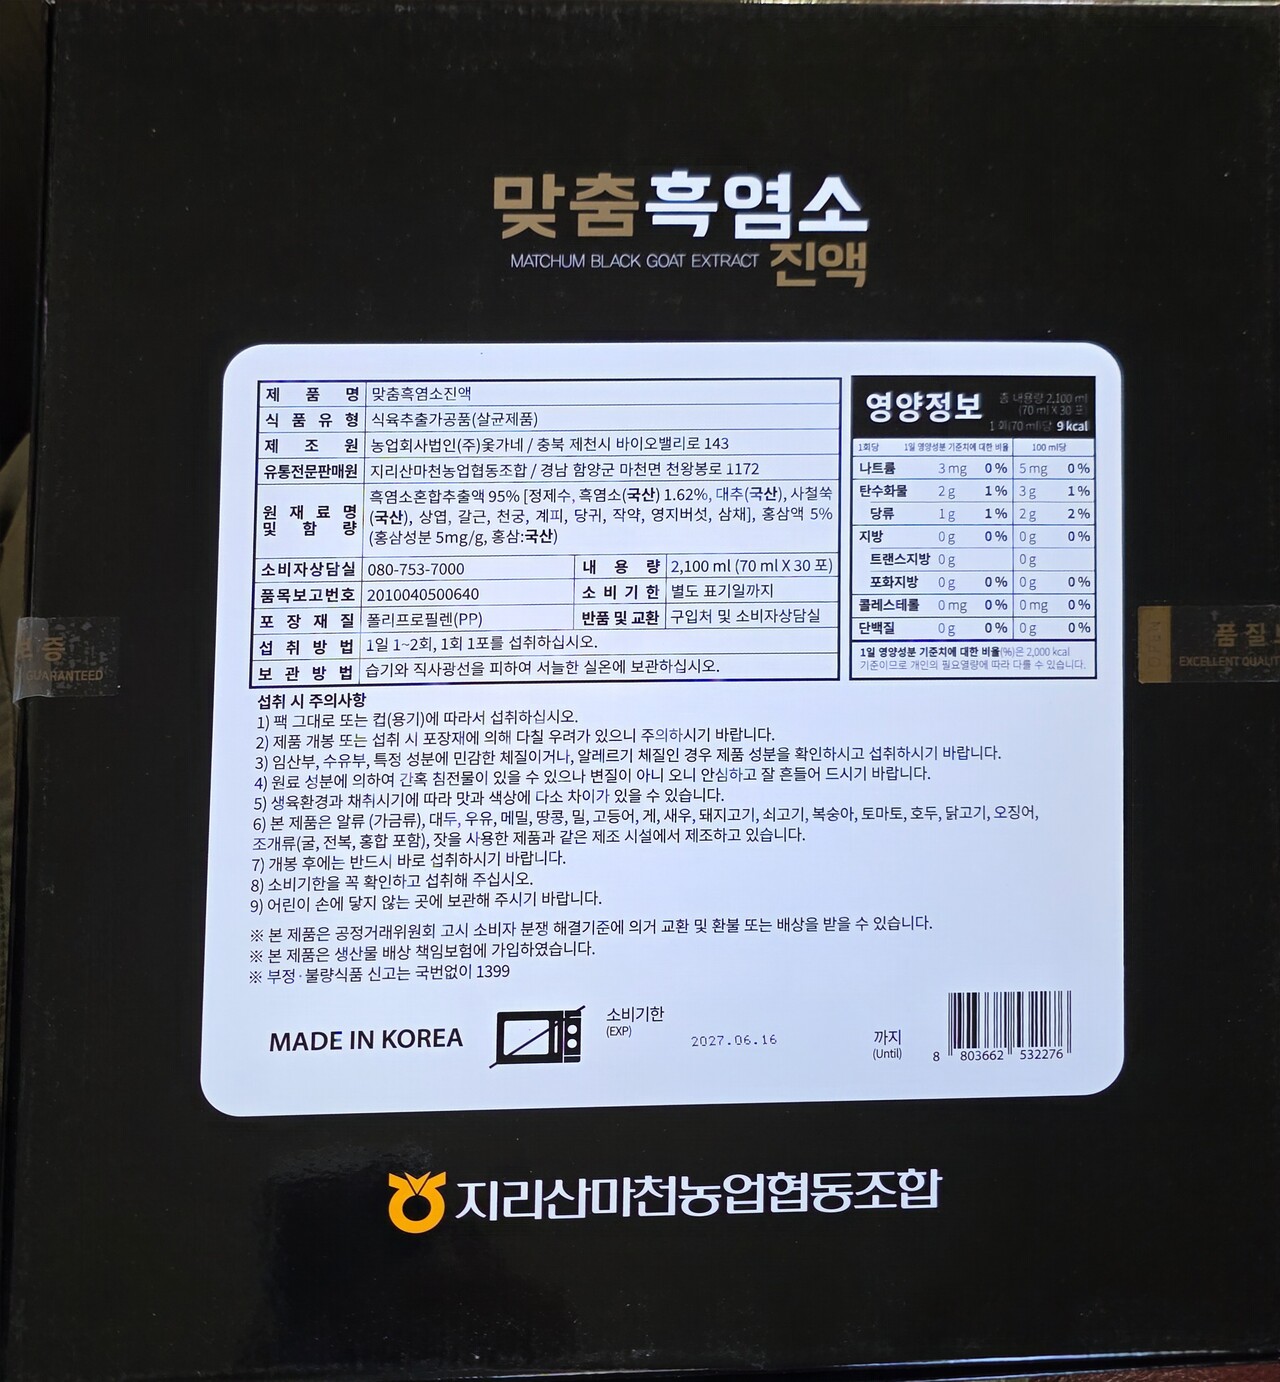 맞춤흑염소
MATCHUM BLACK GOAT EXTRACT 진액
제 품 명 맞춤흑염소진액
식 품 유 형 식육추출가공품(살균제품)
제 조 원 농업회사법인(주)옻가네 / 충북 제천시 바이오밸리로 143
유통전문판매원 지리산마천농업협동조합 / 경남 함양군 마천면 천왕봉로 1172
원 재 료 명 및 함 량 흑염소혼합추출액 95% [정제수, 흑염소(국산) 1.62%, 대추(국산), 사철쑥
(국산), 상엽, 갈근, 천궁, 계피, 당귀, 작약, 영지버섯, 삼채], 홍삼액 5%
(홍삼성분 5mg/g, 홍삼:국산)
소비자상담실 080-753-7000 내 용 량 2,100 ml (70 ml X 30 포)
품목보고번호 2010040500640 소 비 기 한 별도 표기일까지
포 장 재 질 폴리프로필렌(PP) 반품 및 교환 구입처 및 소비자상담실
섭 취 방 법 1일 1~2회, 1회 1포를 섭취하십시오.
보 관 방 법 습기와 직사광선을 피하여 서늘한 실온에 보관하십시오.
영양정보 총 내용량 2,100 ml
(70 ml X 30 포)
1회(70 ml)당 9 kcal
1회당 1일 영양성분 기준치에 대한 비율 100 ml당
나트륨 3 mg 0 % 5 mg 0 %
탄수화물 2 g 1 % 3 g 1 %
당류 1 g 1 % 2 g 2 %
지방 0 g 0 % 0 g 0 %
트랜스지방 0 g 0 g
포화지방 0 g 0 % 0 g 0 %
콜레스테롤 0 mg 0 % 0 mg 0 %
단백질 0 g 0 % 0 g 0 %
1일 영양성분 기준치에 대한 비율(%)은 2,000 kcal
기준이므로 개인의 필요열량에 따라 다를 수 있습니다.
섭취 시 주의사항
1) 팩 그대로 또는 컵(용기)에 따라서 섭취하십시오.
2) 제품 개봉 또는 섭취 시 포장재에 의해 다칠 우려가 있으니 주의하시기 바랍니다.
3) 임산부, 수유부, 특정 성분에 민감한 체질이거나, 알레르기 체질인 경우 제품 성분을 확인하시고 섭취하시기 바랍니다.
4) 원료 성분에 의하여 간혹 침전물이 있을 수 있으나 변질이 아니 오니 안심하고 잘 흔들어 드시기 바랍니다.
5) 생육환경과 채취시기에 따라 맛과 색상에 다소 차이가 있을 수 있습니다.
6) 본 제품은 알류 (가금류), 대두, 우유, 메밀, 땅콩, 밀, 고등어, 게, 새우, 돼지고기, 쇠고기, 복숭아, 토마토, 호두, 닭고기, 오징어,
조개류(굴, 전복, 홍합 포함), 잣을 사용한 제품과 같은 제조 시설에서 제조하고 있습니다.
7) 개봉 후에는 반드시 바로 섭취하시기 바랍니다.
8) 소비기한을 꼭 확인하고 섭취해 주십시오.
9) 어린이 손에 닿지 않는 곳에 보관해 주시기 바랍니다.
※ 본 제품은 공정거래위원회 고시 소비자 분쟁 해결기준에 의거 교환 및 환불 또는 배상을 받을 수 있습니다.
※ 본 제품은 생산물 배상 책임보험에 가입하였습니다.
※ 부정·불량식품 신고는 국번없이 1399
MADE IN KOREA
소비기한
(EXP)
2027.06.16
까지
(Until)
8 803662 532276
지리산마천농업협동조합
증
GUARANTEED
품질
EXCELLENT QUALIT